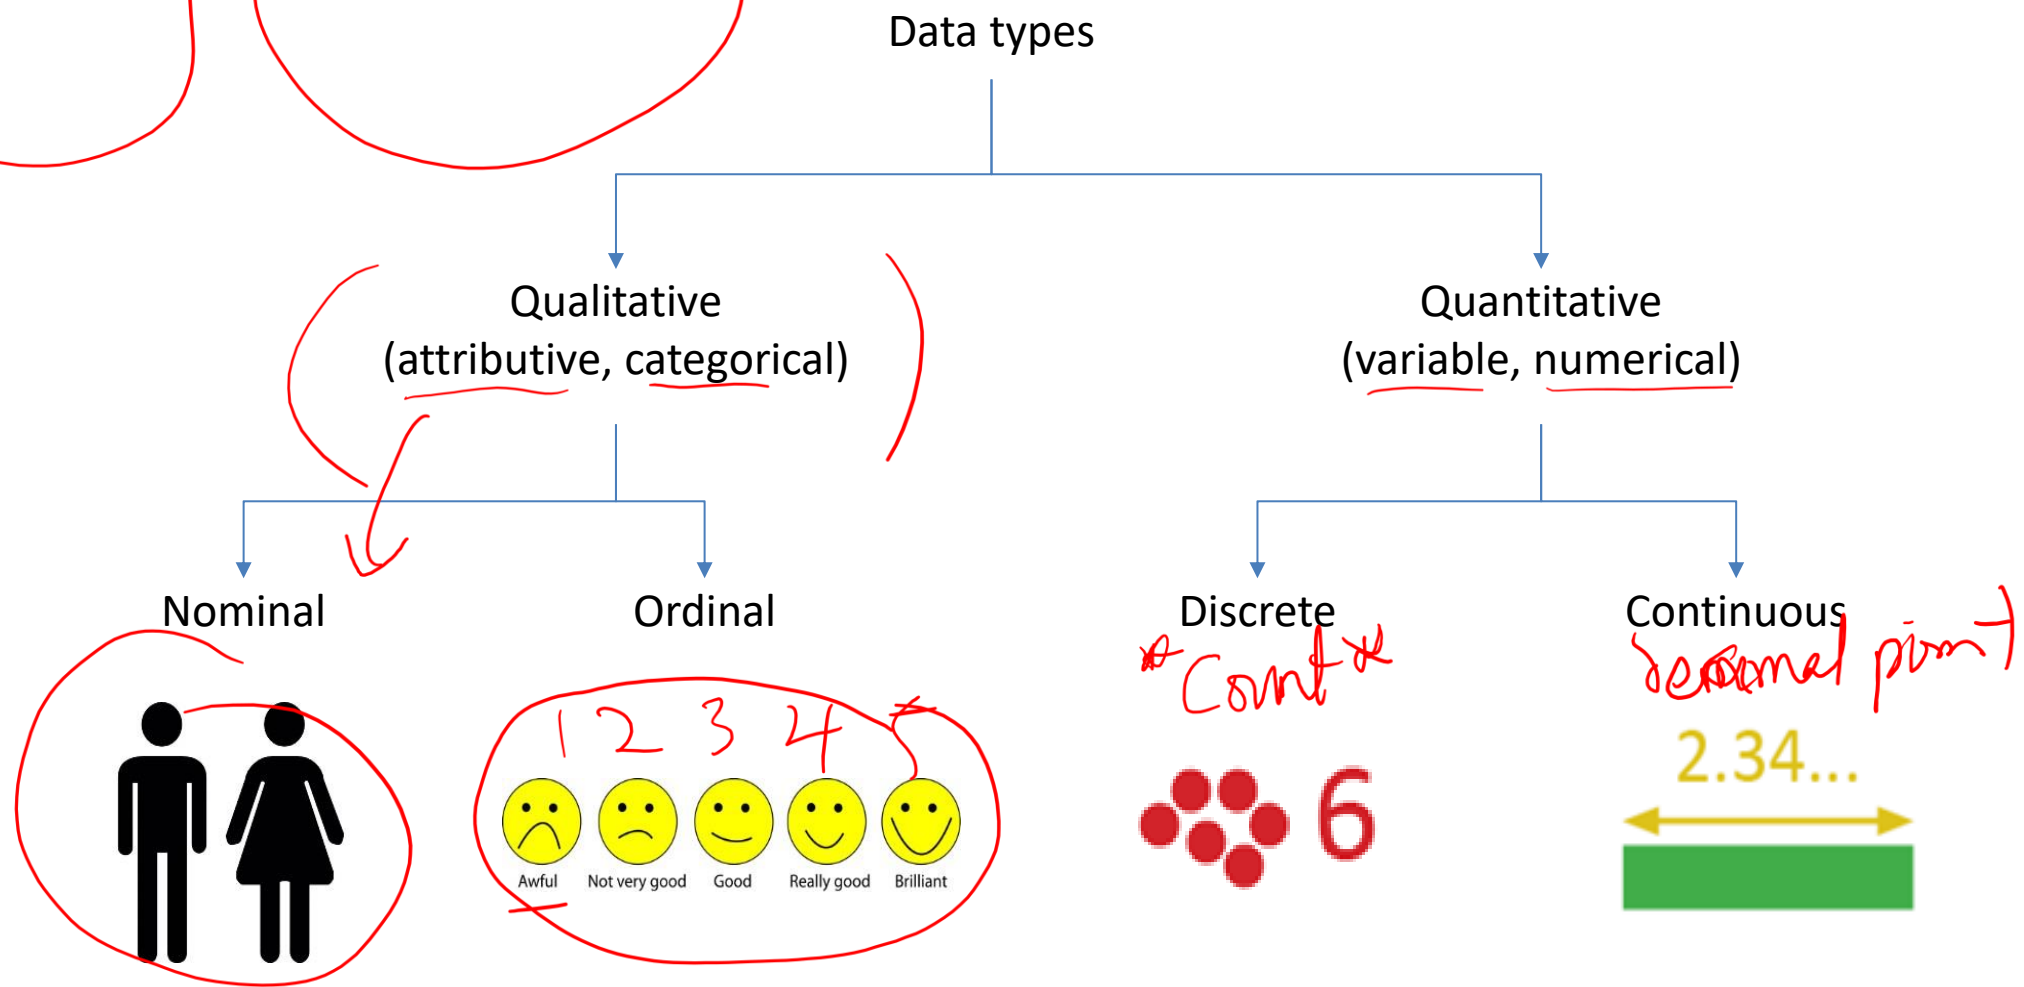 Data types
Qualitative
(attributive, categorical)
Quantitative
(variable, numerical)
Nominal
Ordinal
Discrete
Continuous
*Count*
1 2 3 4 5
2.34...
6
Awful
Not very good
Good
Really good
Brilliant